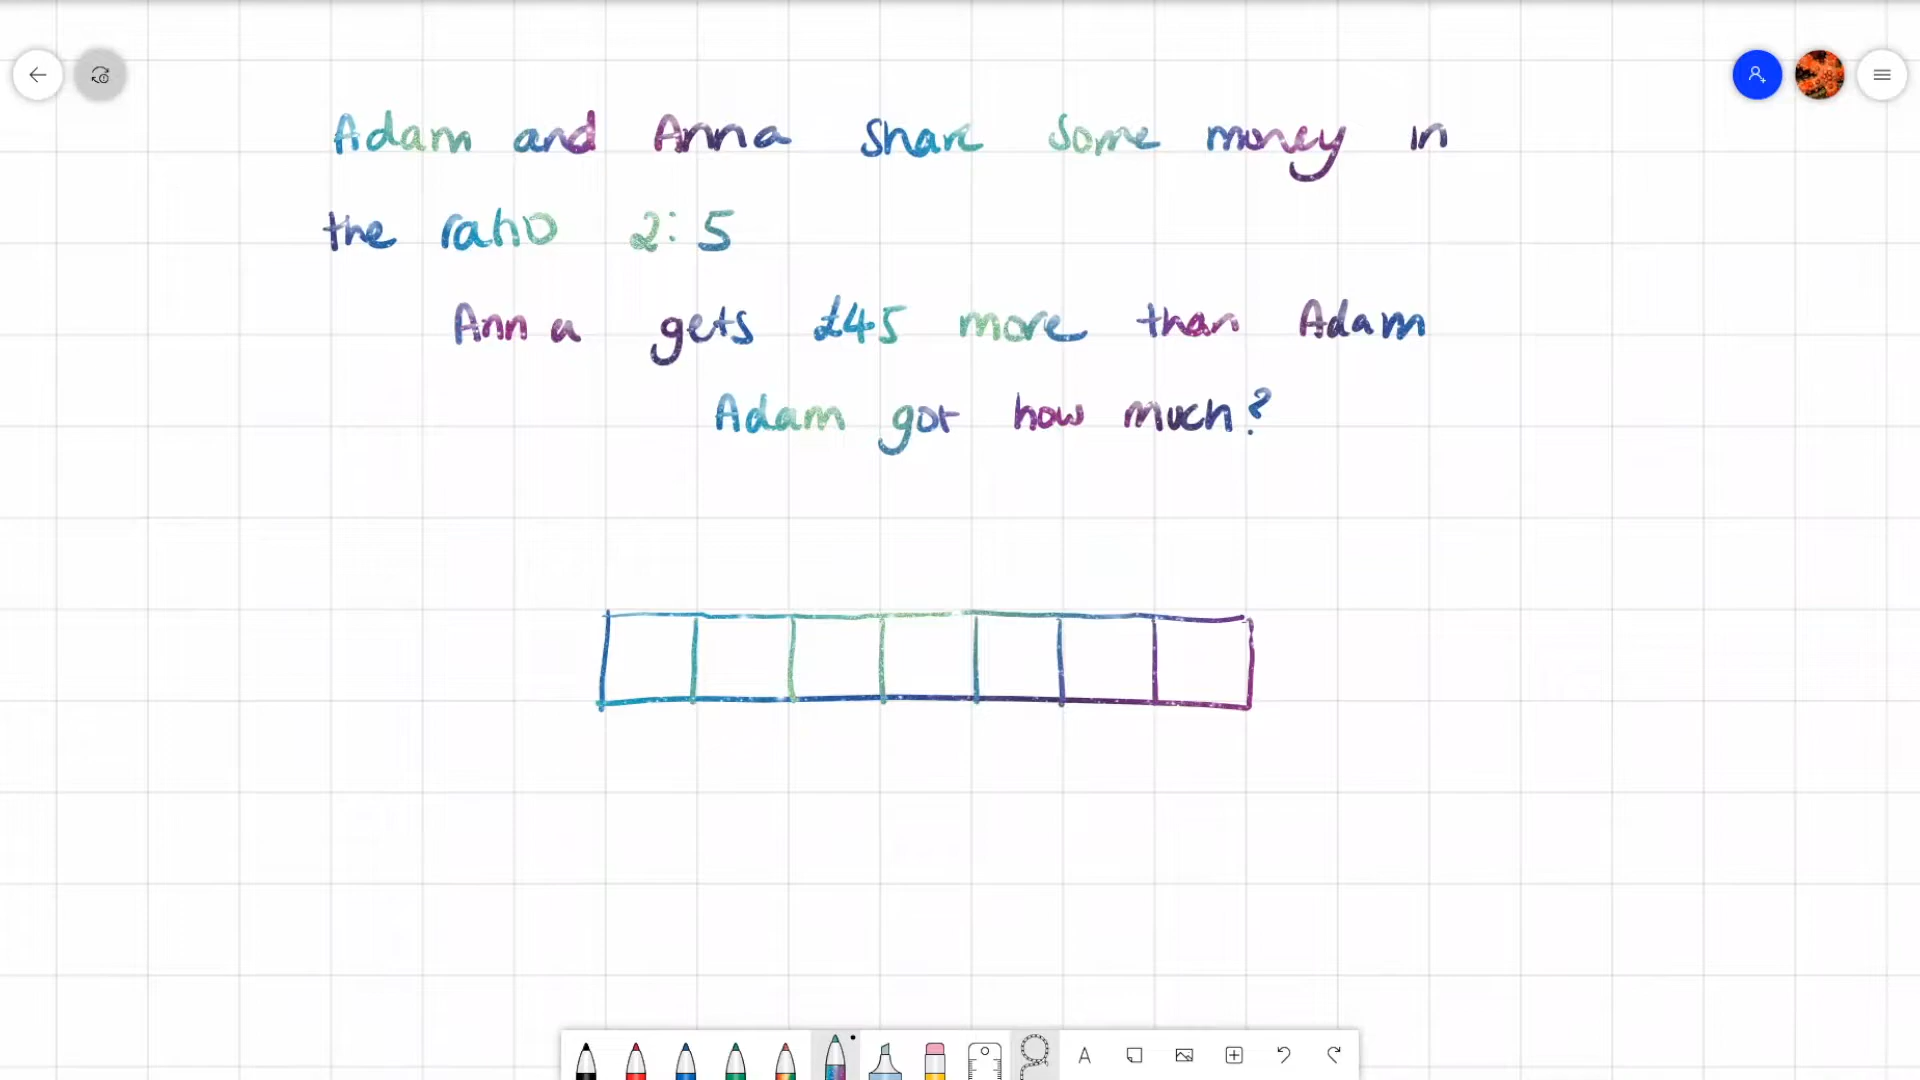 Adam and Anna share some money in
the ratio 2:5
Anna gets £45 more than Adam
Adam got how much?
A